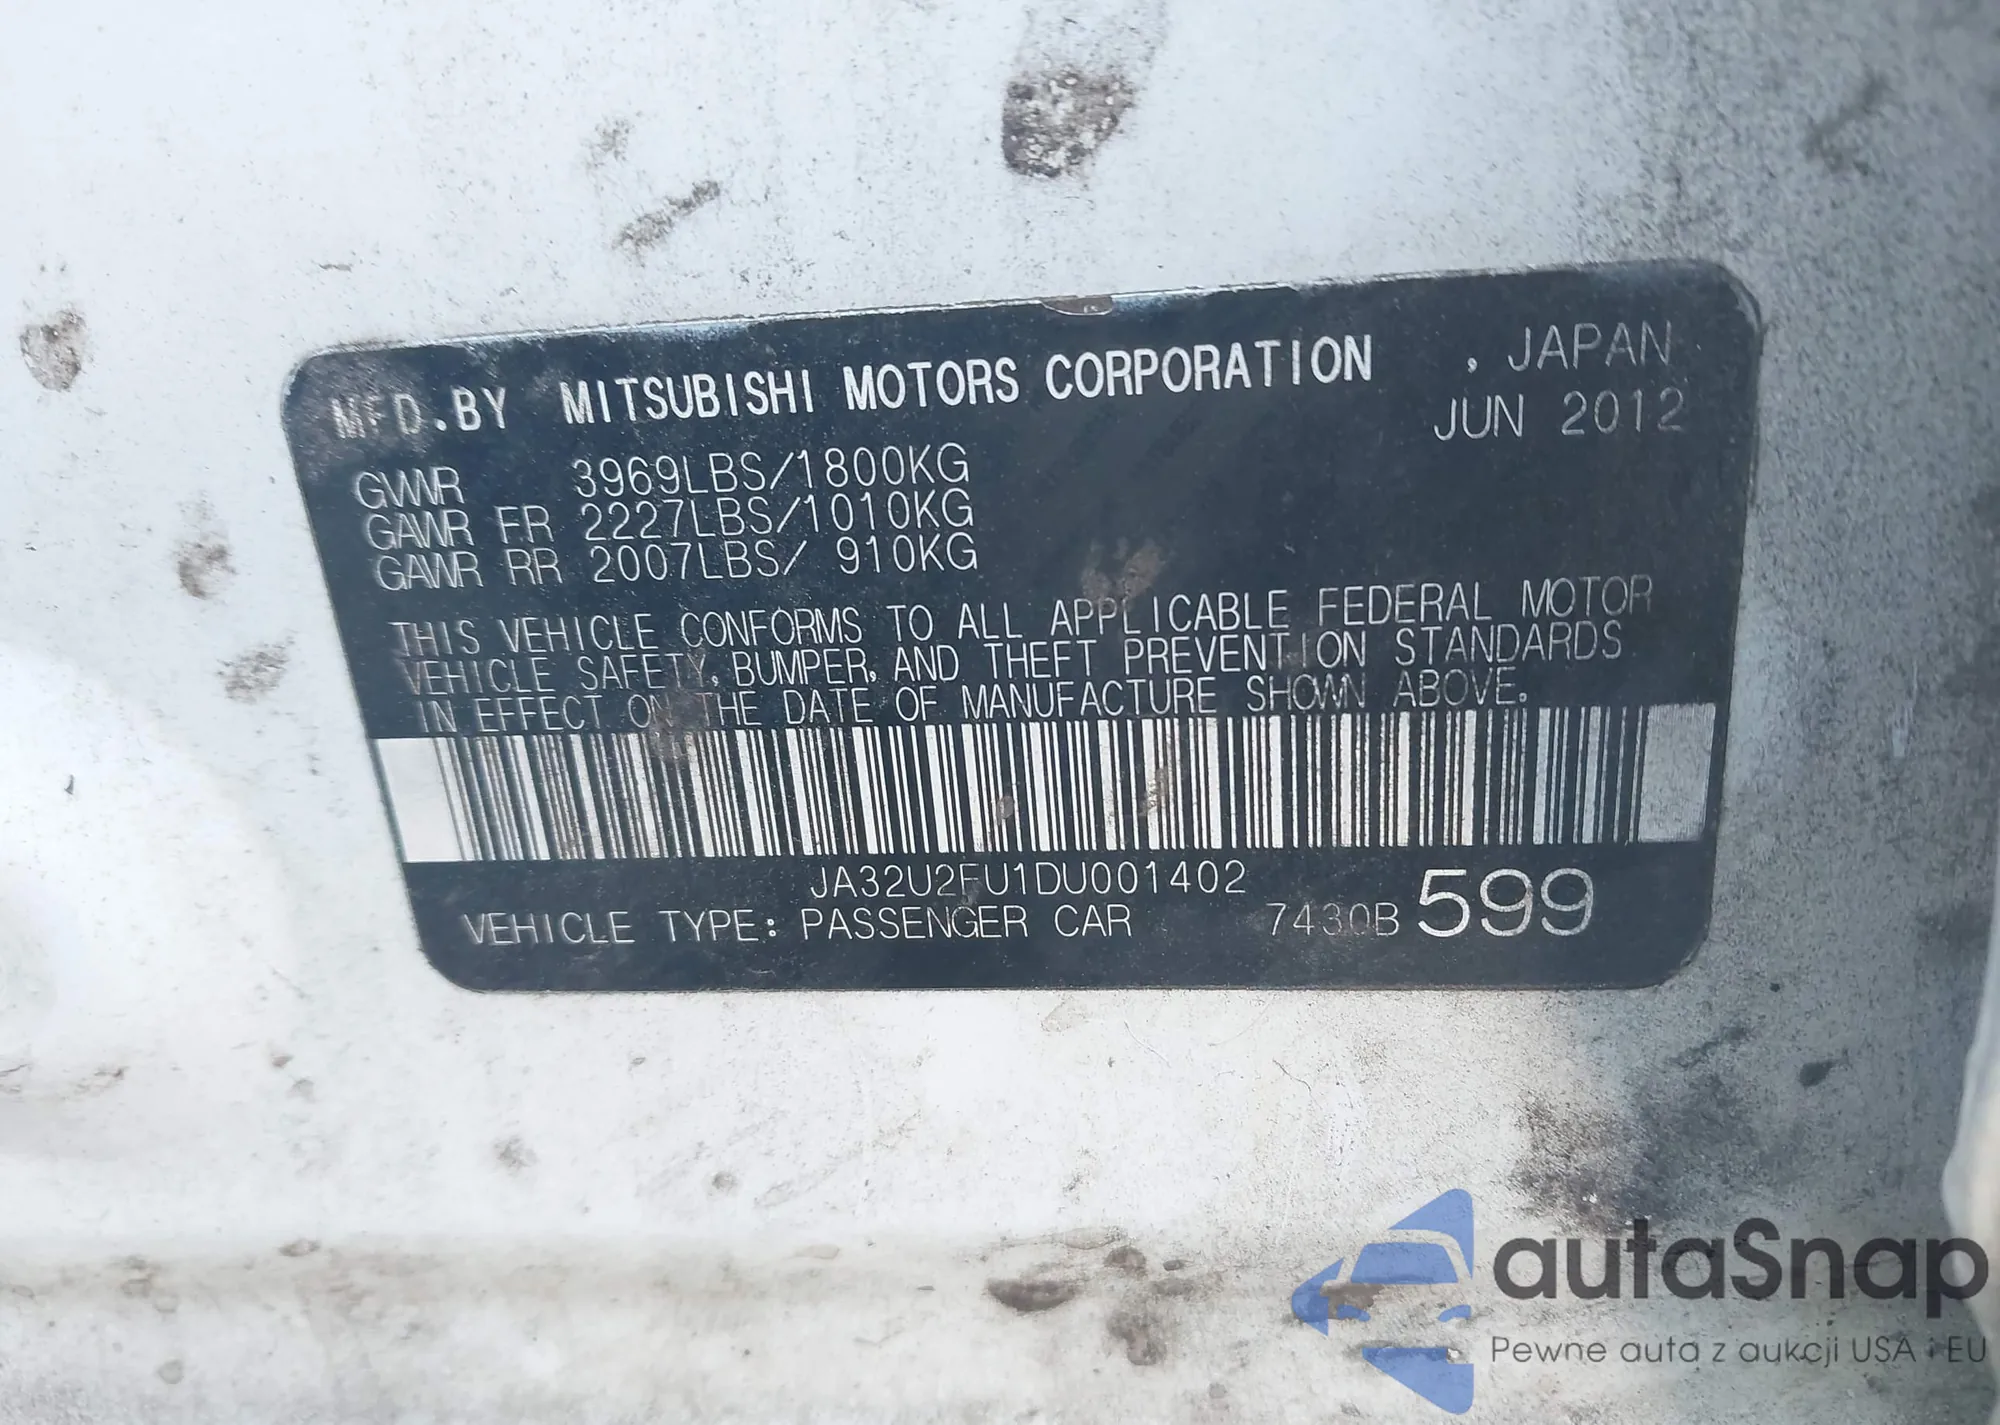 MFD.BY MITSUBISHI MOTORS CORPORATION , JAPAN
JUN 2012
GVWR 3969LBS/1800KG
GAWR FR 2227LBS/1010KG
GAWR RR 2007LBS/ 910KG
THIS VEHICLE CONFORMS TO ALL APPLICABLE FEDERAL MOTOR
VEHICLE SAFETY, BUMPER, AND THEFT PREVENTION STANDARDS
IN EFFECT ON THE DATE OF MANUFACTURE SHOWN ABOVE.
JA32U2FU1DU001402
VEHICLE TYPE: PASSENGER CAR 7430B 599
autaSnap
Pewne auta z aukcji USA i EU